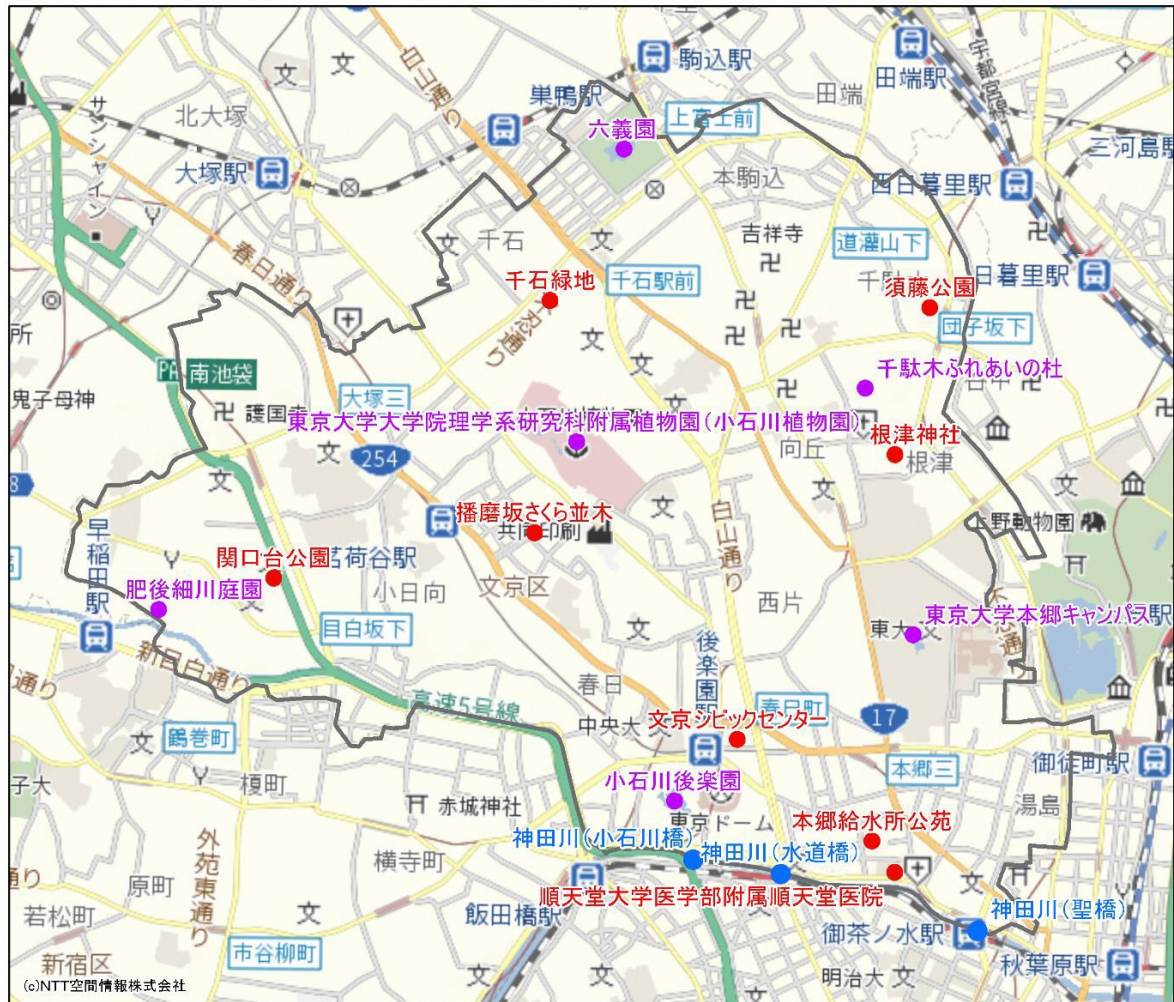 駒込駅
田端駅
宇都宮線
田端
白山通り
巣鴨駅
上富士前
六義園
北大塚
サンシャイン
大塚駅
三河島駅
本駒込
西日暮里駅
千石
吉祥寺
道灌山下
春日通り
千石駅前
日暮里駅
千石緑地
須藤公園
団子坂下
不忍通り
南池袋
千駄木ふれあいの杜
鬼子母神
大塚三
護国寺
東京大学大学院理学系研究科附属植物園(小石川植物園)
向丘
根津神社
根津
254
8
播磨坂さくら並木
共同印刷
上野動物園
早稲田駅
関口台公園
茗荷谷駅
白山通り
肥後細川庭園
小日向
文京区
西片
東京大学本郷キャンパス
東大
目白坂下
不忍通り
新目白通り
後楽園駅
春日
高速5号線
春日町
17
中央大
文京シビックセンター
鶴巻町
本郷三
御徒町駅
榎町
小石川後楽園
湯島
赤城神社
東京ドーム
本郷給水所公苑
神田川(小石川橋)
神田川(水道橋)
外苑東通り
横寺町
原町
順天堂大学医学部附属順天堂医院
若松町
飯田橋駅
神田川(聖橋)
御茶ノ水駅
市谷柳町
新宿区
明治大
秋葉原駅
(c)NTT空間情報株式会社